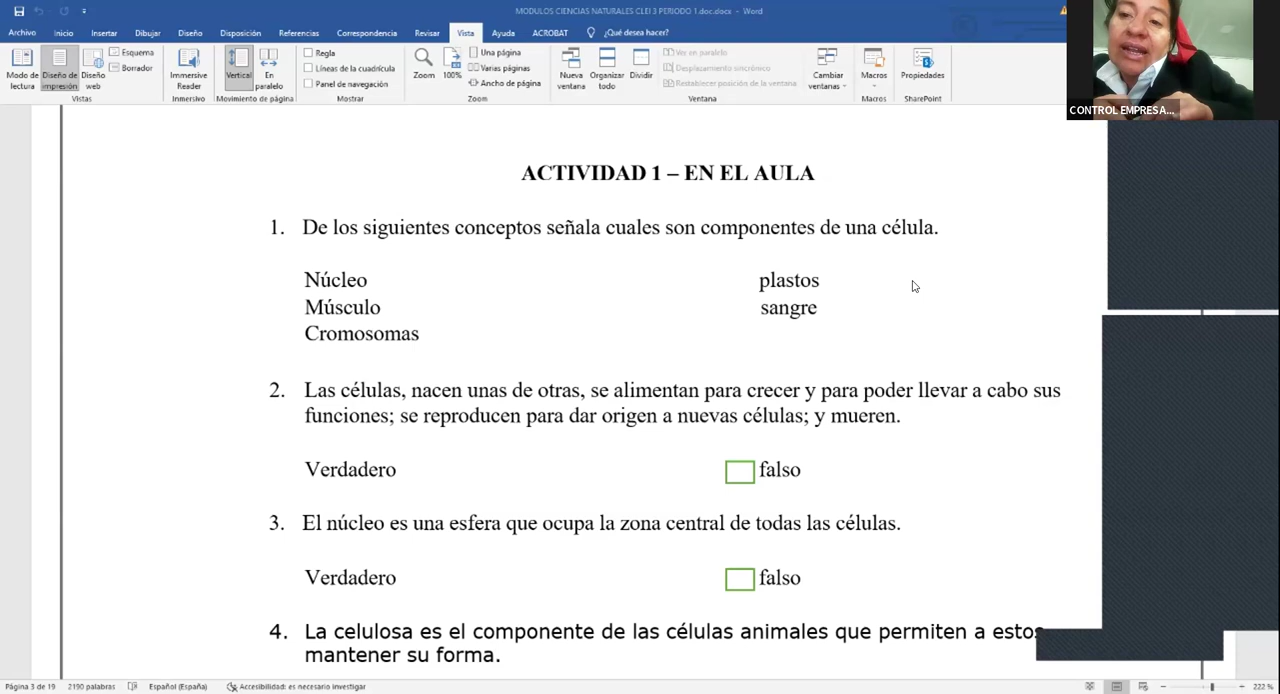 MODULOS CIENCIAS NATURALES CLEI 3 PERIODO 1.doc.docx - Word
Archivo Inicio Insertar Dibujar Diseño Disposición Referencias Correspondencia Revisar Vista Ayuda ACROBAT ¿Qué desea hacer?
Modo de lectura
Diseño de impresión
Diseño web
Esquema
Borrador
Vistas
Immersive Reader
Inmersivo
Vertical
En paralelo
Movimiento de página
Regla
Líneas de la cuadrícula
Panel de navegación
Mostrar
Zoom
100%
Una página
Varias páginas
Ancho de página
Zoom
Nueva ventana
Organizar todo
Dividir
Ver en paralelo
Desplazamiento sincrónico
Restablecer posición de la ventana
Ventana
Cambiar ventanas
Macros
Macros
Propiedades
SharePoint
CONTROL EMPRESA...
ACTIVIDAD 1 – EN EL AULA
1. De los siguientes conceptos señala cuales son componentes de una célula.
Núcleo plastos
Músculo sangre
Cromosomas
2. Las células, nacen unas de otras, se alimentan para crecer y para poder llevar a cabo sus
funciones; se reproducen para dar origen a nuevas células; y mueren.
Verdadero falso
3. El núcleo es una esfera que ocupa la zona central de todas las células.
Verdadero falso
4. La celulosa es el componente de las células animales que permiten a estos
mantener su forma.
Página 3 de 19 2190 palabras Español (España) Accesibilidad: es necesario investigar 222 %